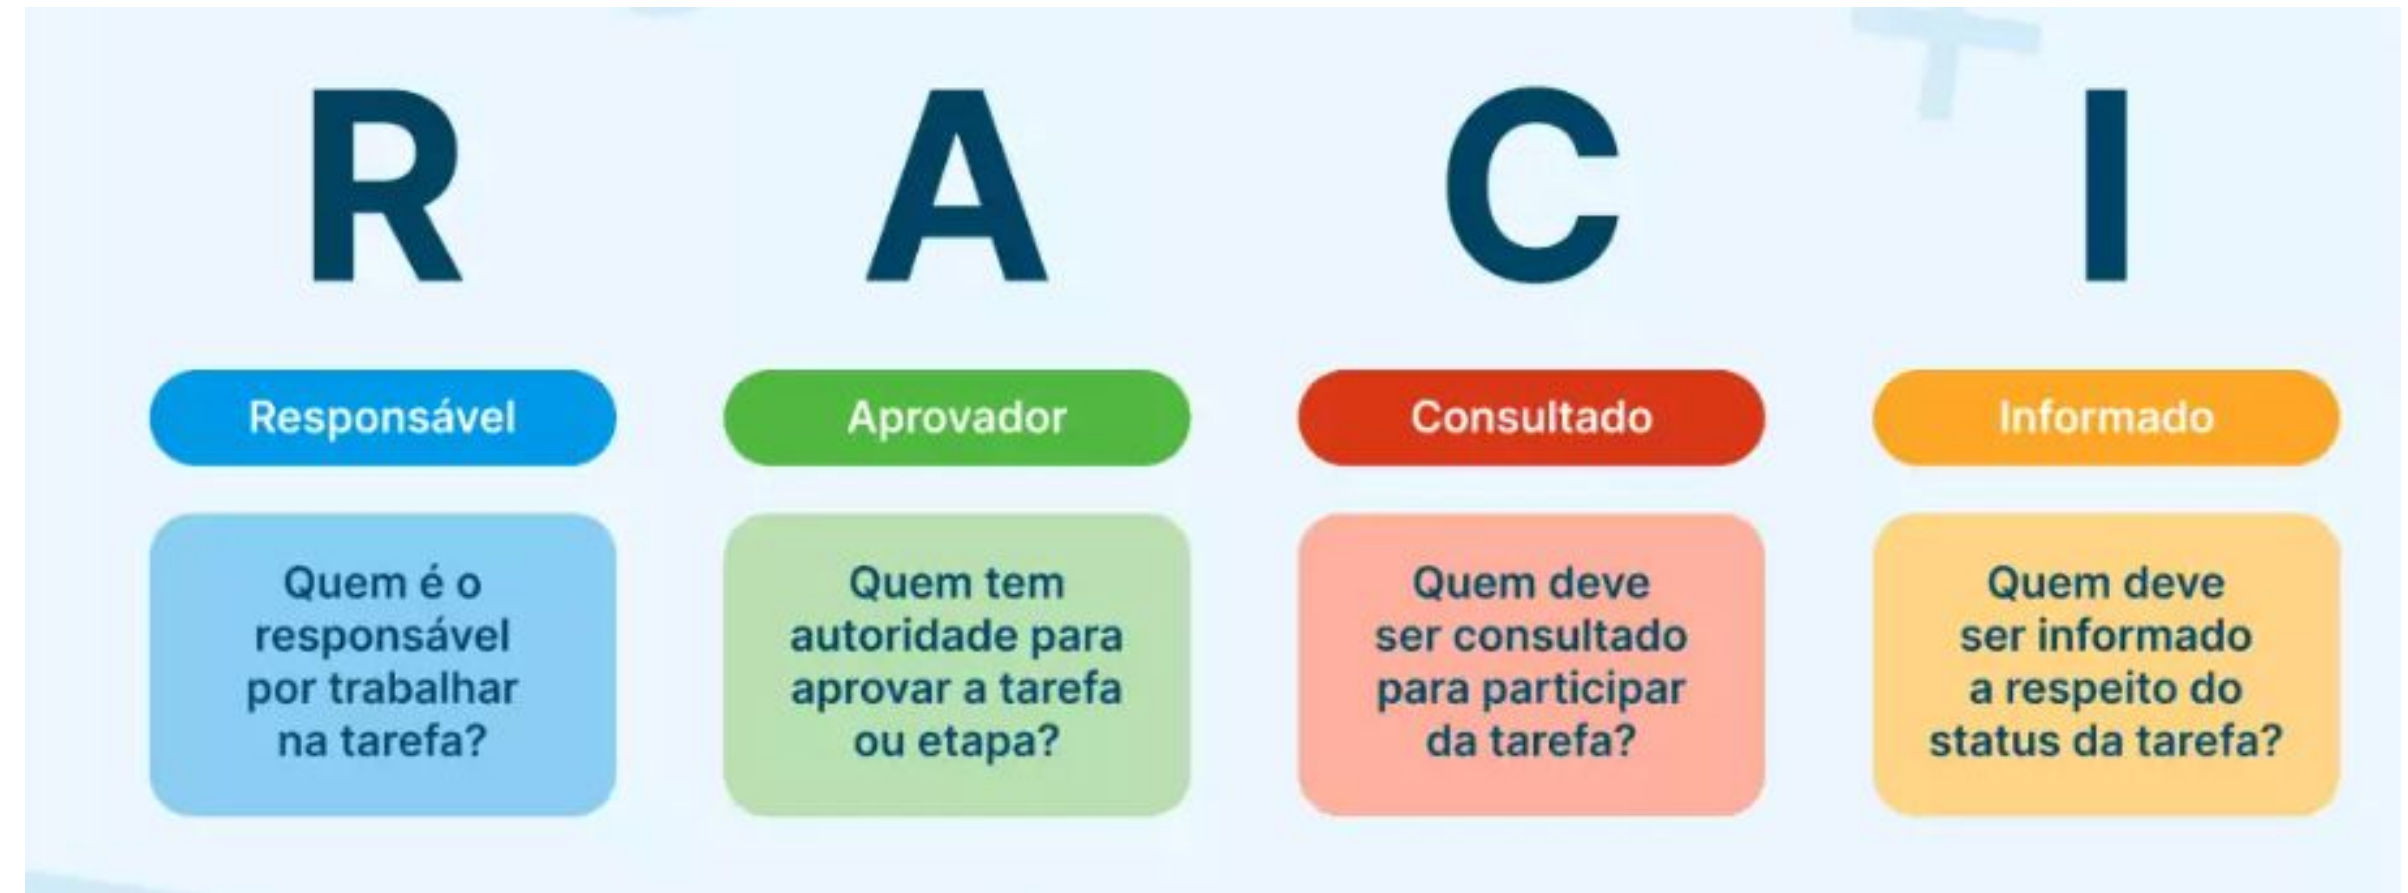 R
A
C
I
Responsável
Aprovador
Consultado
Informado
Quem é o
responsável
por trabalhar
na tarefa?
Quem tem
autoridade para
aprovar a tarefa
ou etapa?
Quem deve
ser consultado
para participar
da tarefa?
Quem deve
ser informado
a respeito do
status da tarefa?